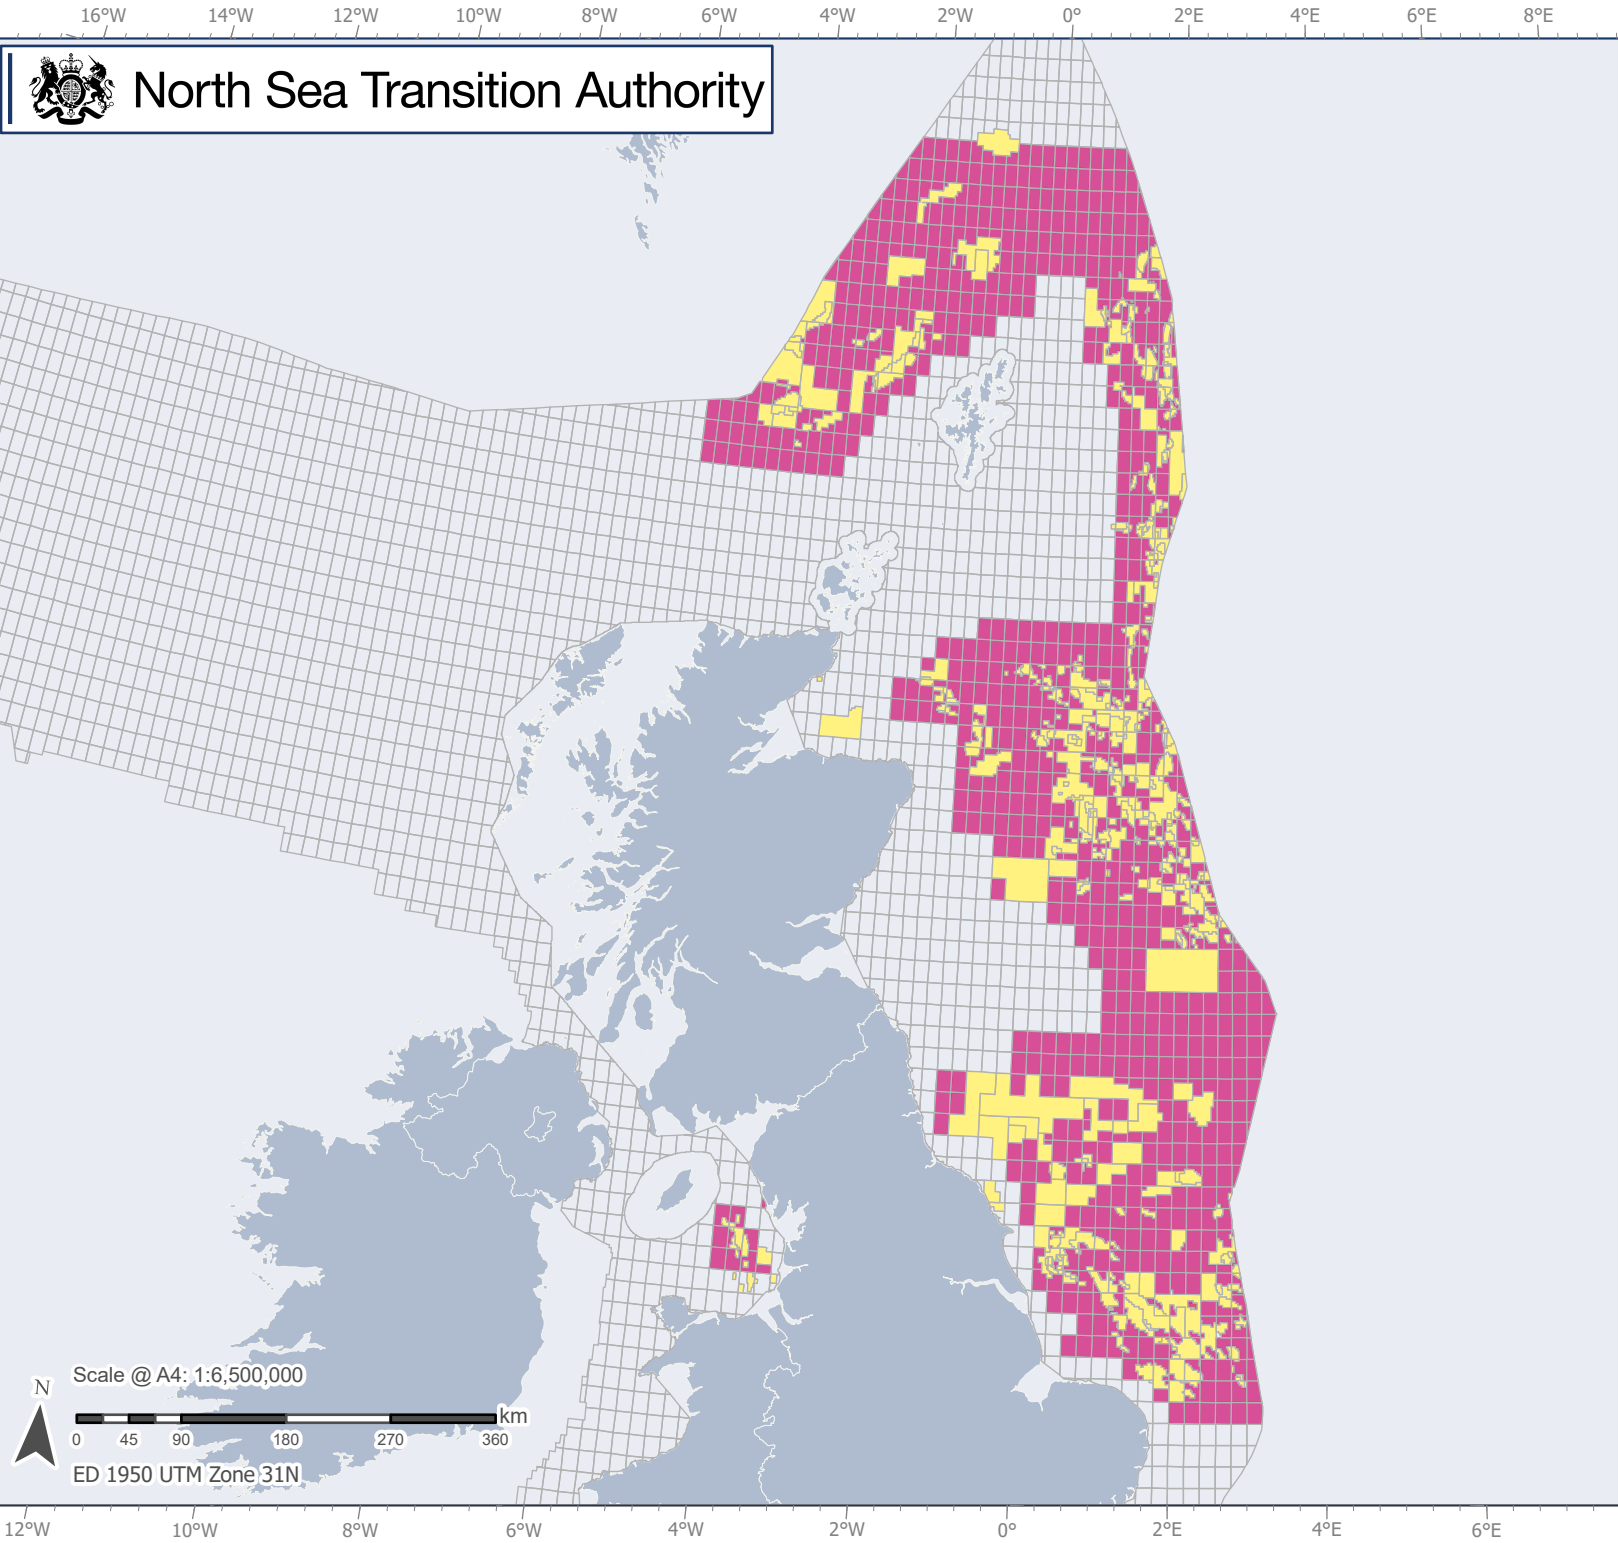 16°W 14°W 12°W 10°W 8°W 6°W 4°W 2°W 0° 2°E 4°E 6°E 8°E
North Sea Transition Authority
Scale @ A4: 1:6,500,000
N
km
0 45 90 180 270 360
ED 1950 UTM Zone 31N
12°W 10°W 8°W 6°W 4°W 2°W 0° 2°E 4°E 6°E